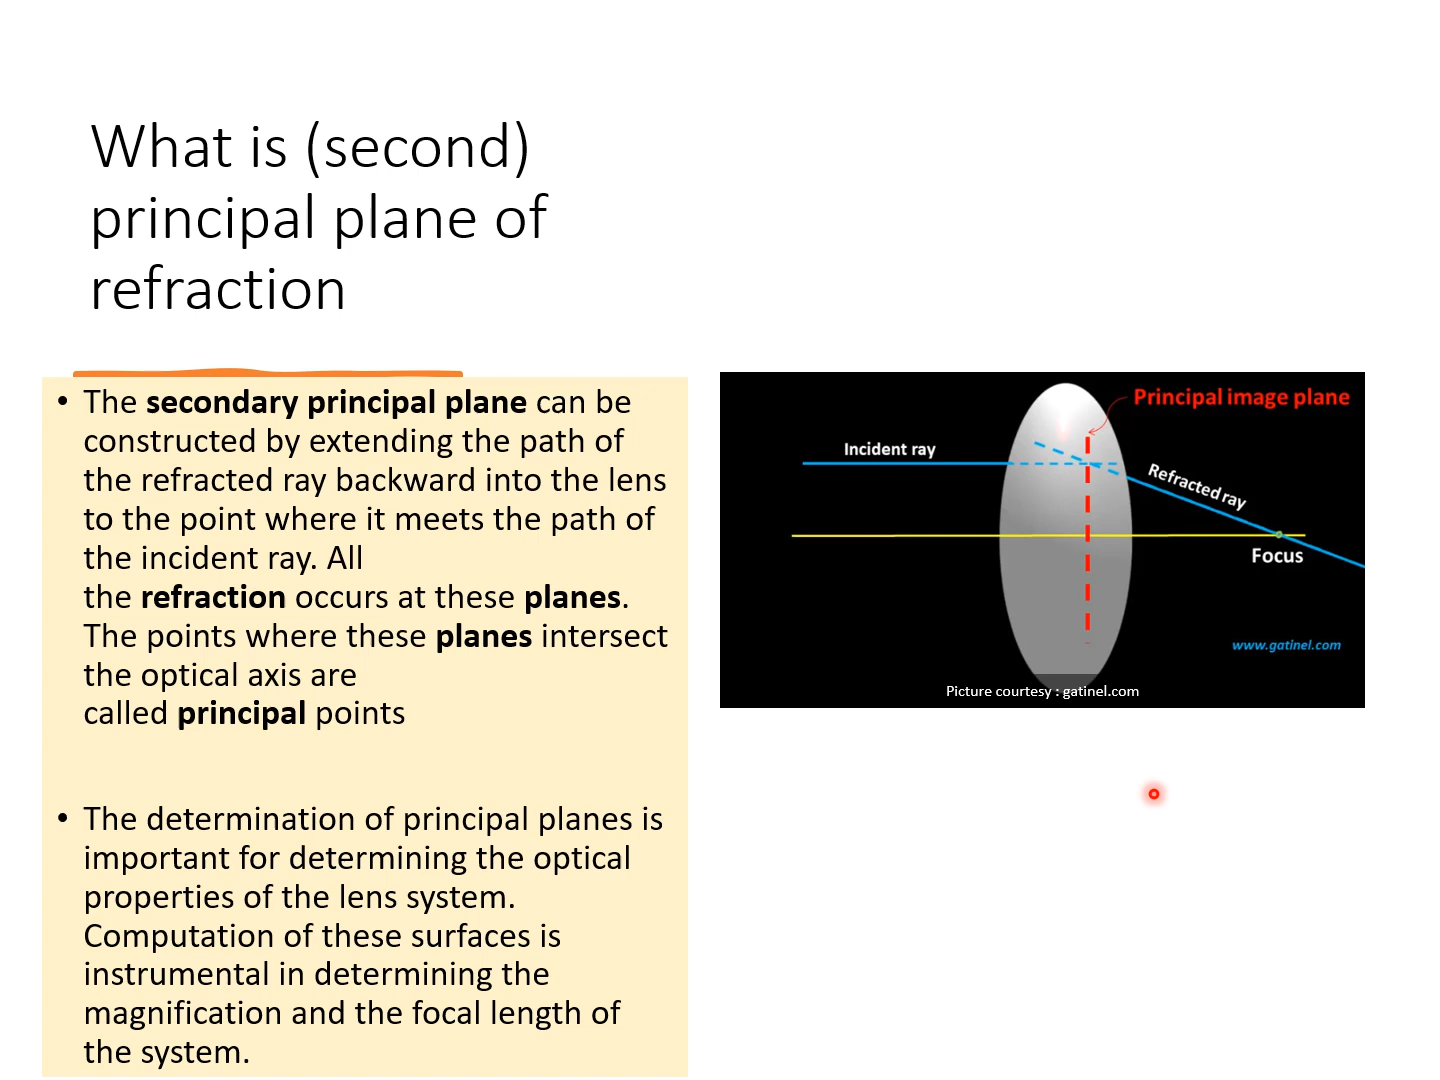 What is (second)
principal plane of
refraction
• The secondary principal plane can be
constructed by extending the path of
the refracted ray backward into the lens
to the point where it meets the path of
the incident ray. All
the refraction occurs at these planes.
The points where these planes intersect
the optical axis are
called principal points
• The determination of principal planes is
important for determining the optical
properties of the lens system.
Computation of these surfaces is
instrumental in determining the
magnification and the focal length of
the system.
Principal image plane
Incident ray
Refracted ray
Focus
www.gatinel.com
Picture courtesy : gatinel.com